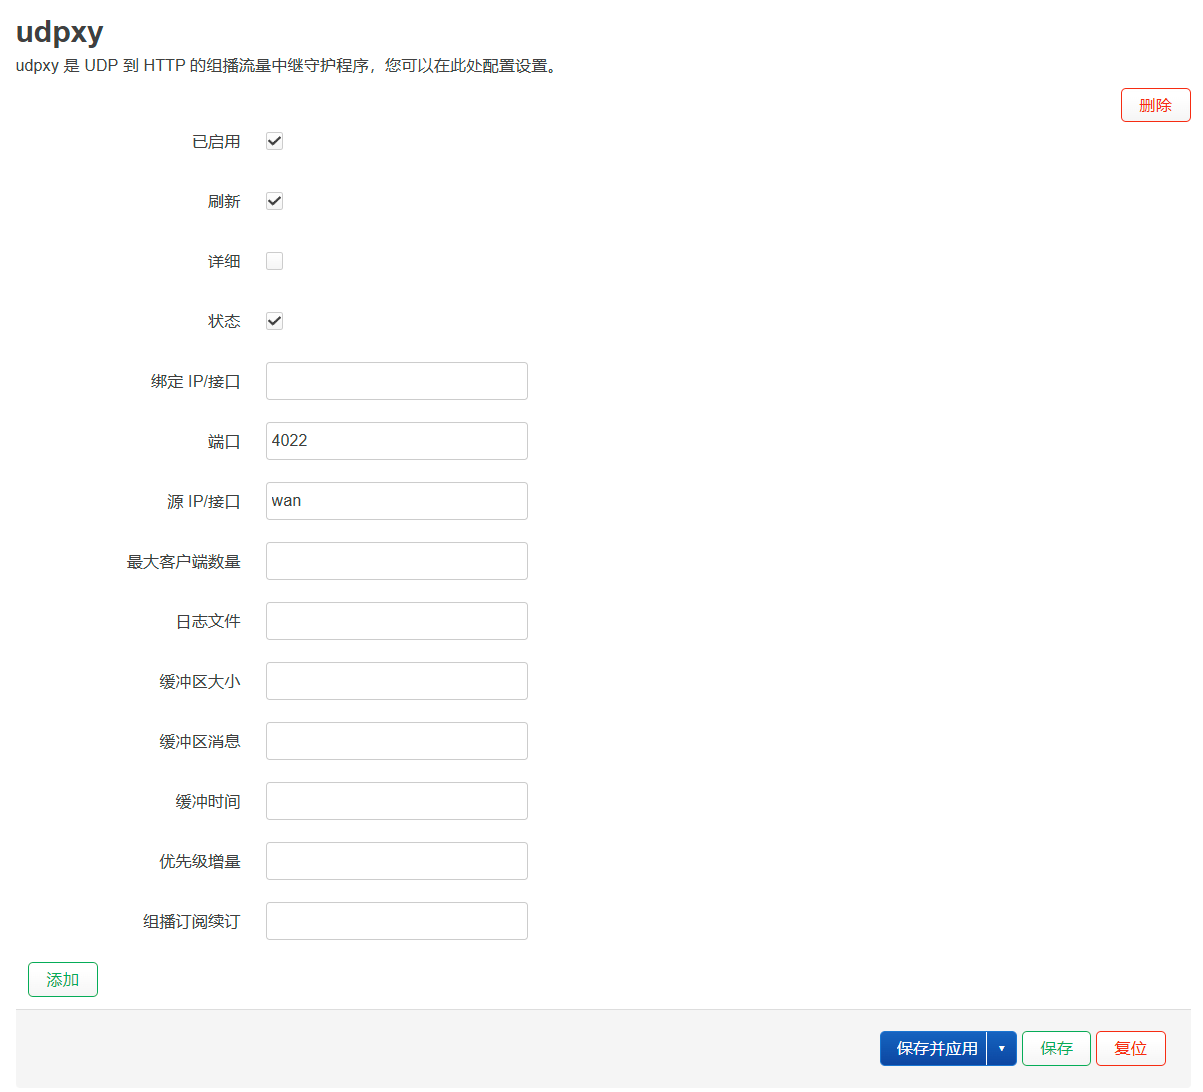 udpxy
udpxy 是 UDP 到 HTTP 的组播流量中继守护程序，您可以在此处配置设置。
删除
已启用
刷新
详细
状态
绑定 IP/接口
端口 4022
源 IP/接口 wan
最大客户端数量
日志文件
缓冲区大小
缓冲区消息
缓冲时间
优先级增量
组播订阅续订
添加
保存并应用 保存 复位